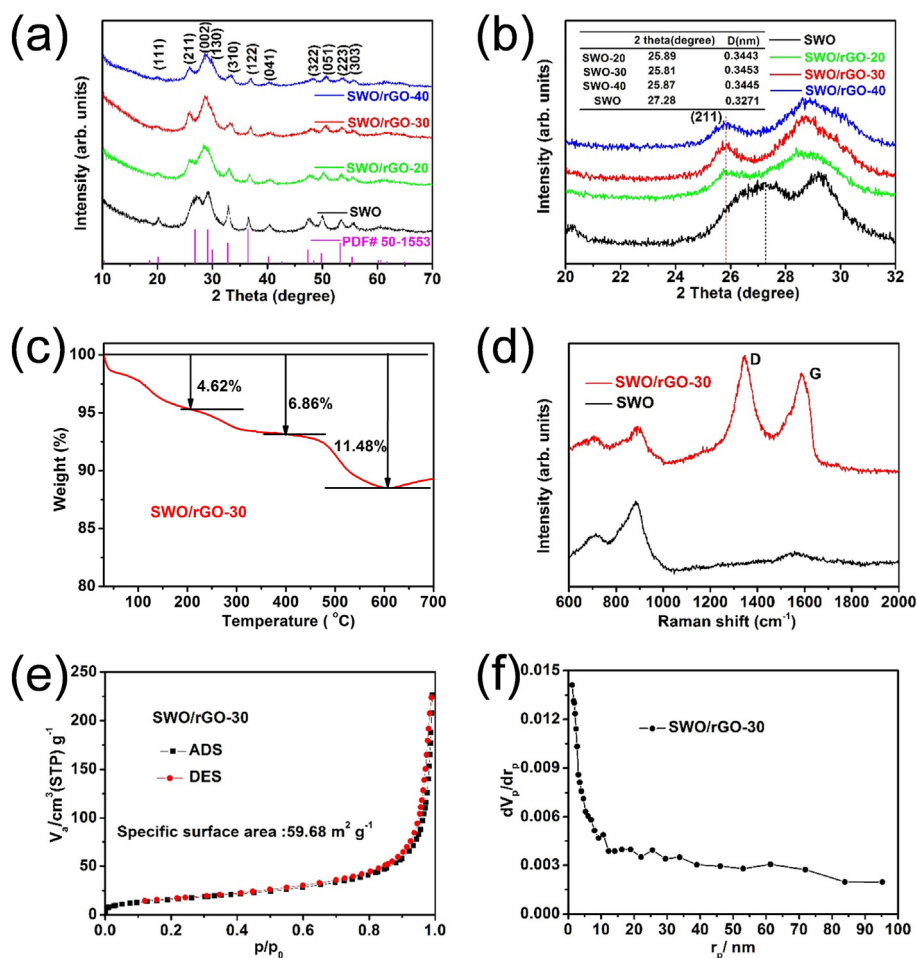 (a)
Intensity (arb. units)
(111)
(211)
(002)
(130)
(310)
(122)
(041)
(322)
(051)
(223)
(303)
SWO/rGO-40
SWO/rGO-30
SWO/rGO-20
SWO
PDF# 50-1553
10 20 30 40 50 60 70
2 Theta (degree)
(b)
Intensity (arb. units)
2 theta(degree) D(nm)
SWO-20 25.89 0.3443
SWO-30 25.81 0.3453
SWO-40 25.87 0.3445
SWO 27.28 0.3271
SWO
SWO/rGO-20
SWO/rGO-30
SWO/rGO-40
(211)
20 22 24 26 28 30 32
2 Theta (degree)
(c)
Weight (%)
100
95
90
85
80
4.62%
6.86%
11.48%
SWO/rGO-30
100 200 300 400 500 600 700
Temperature ( °C)
(d)
Intensity (arb. units)
SWO/rGO-30
SWO
D
G
600 800 1000 1200 1400 1600 1800 2000
Raman shift (cm-1)
(e)
Va/cm3(STP) g-1
250
200
150
100
50
0
SWO/rGO-30
ADS
DES
Specific surface area :59.68 m2 g-1
0.0 0.2 0.4 0.6 0.8 1.0
p/p0
(f)
dVp/drp
0.015
0.012
0.009
0.006
0.003
0.000
SWO/rGO-30
0 10 20 30 40 50 60 70 80 90 100
rp/ nm